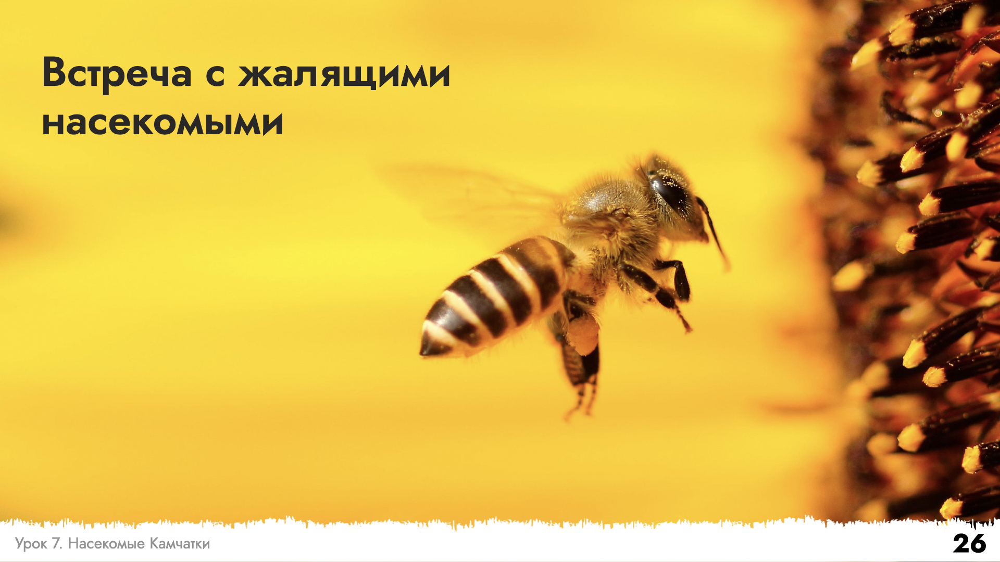 Встреча с жалящими
насекомыми
Урок 7. Насекомые Камчатки
26